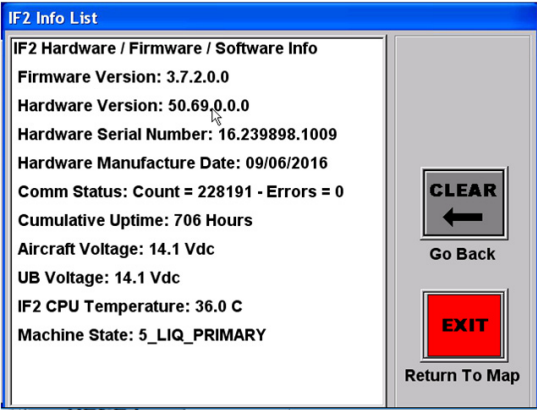 IF2 Info List
IF2 Hardware / Firmware / Software Info
Firmware Version: 3.7.2.0.0
Hardware Version: 50.69.0.0.0
Hardware Serial Number: 16.239898.1009
Hardware Manufacture Date: 09/06/2016
Comm Status: Count = 228191 - Errors = 0
Cumulative Uptime: 706 Hours
Aircraft Voltage: 14.1 Vdc
UB Voltage: 14.1 Vdc
IF2 CPU Temperature: 36.0 C
Machine State: 5_LIQ_PRIMARY
CLEAR
Go Back
EXIT
Return To Map